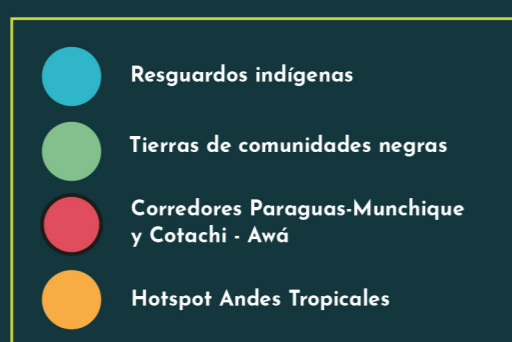 Resguardos indígenas
Tierras de comunidades negras
Corredores Paraguas-Munchique
y Cotachi - Awá
Hotspot Andes Tropicales